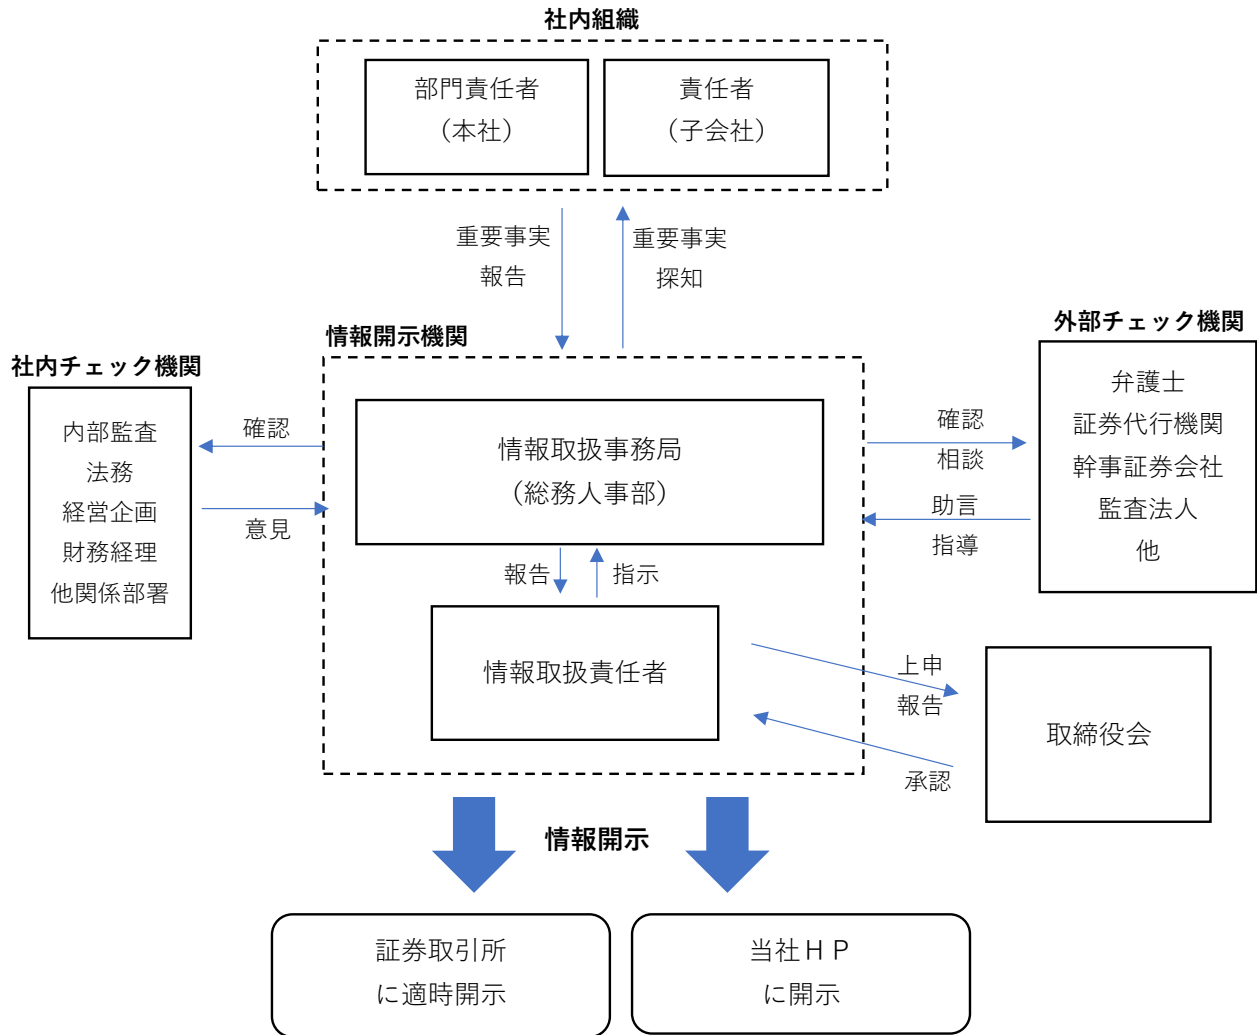 社内組織
部門責任者
（本社）
責任者
（子会社）
重要事実
報告
重要事実
探知
情報開示機関
外部チェック機関
社内チェック機関
内部監査
法務
経営企画
財務経理
他関係部署
確認
意見
情報取扱事務局
（総務人事部）
確認
相談
助言
指導
弁護士
証券代行機関
幹事証券会社
監査法人
他
報告
指示
情報取扱責任者
上申
報告
承認
取締役会
情報開示
証券取引所
に適時開示
当社ＨＰ
に開示